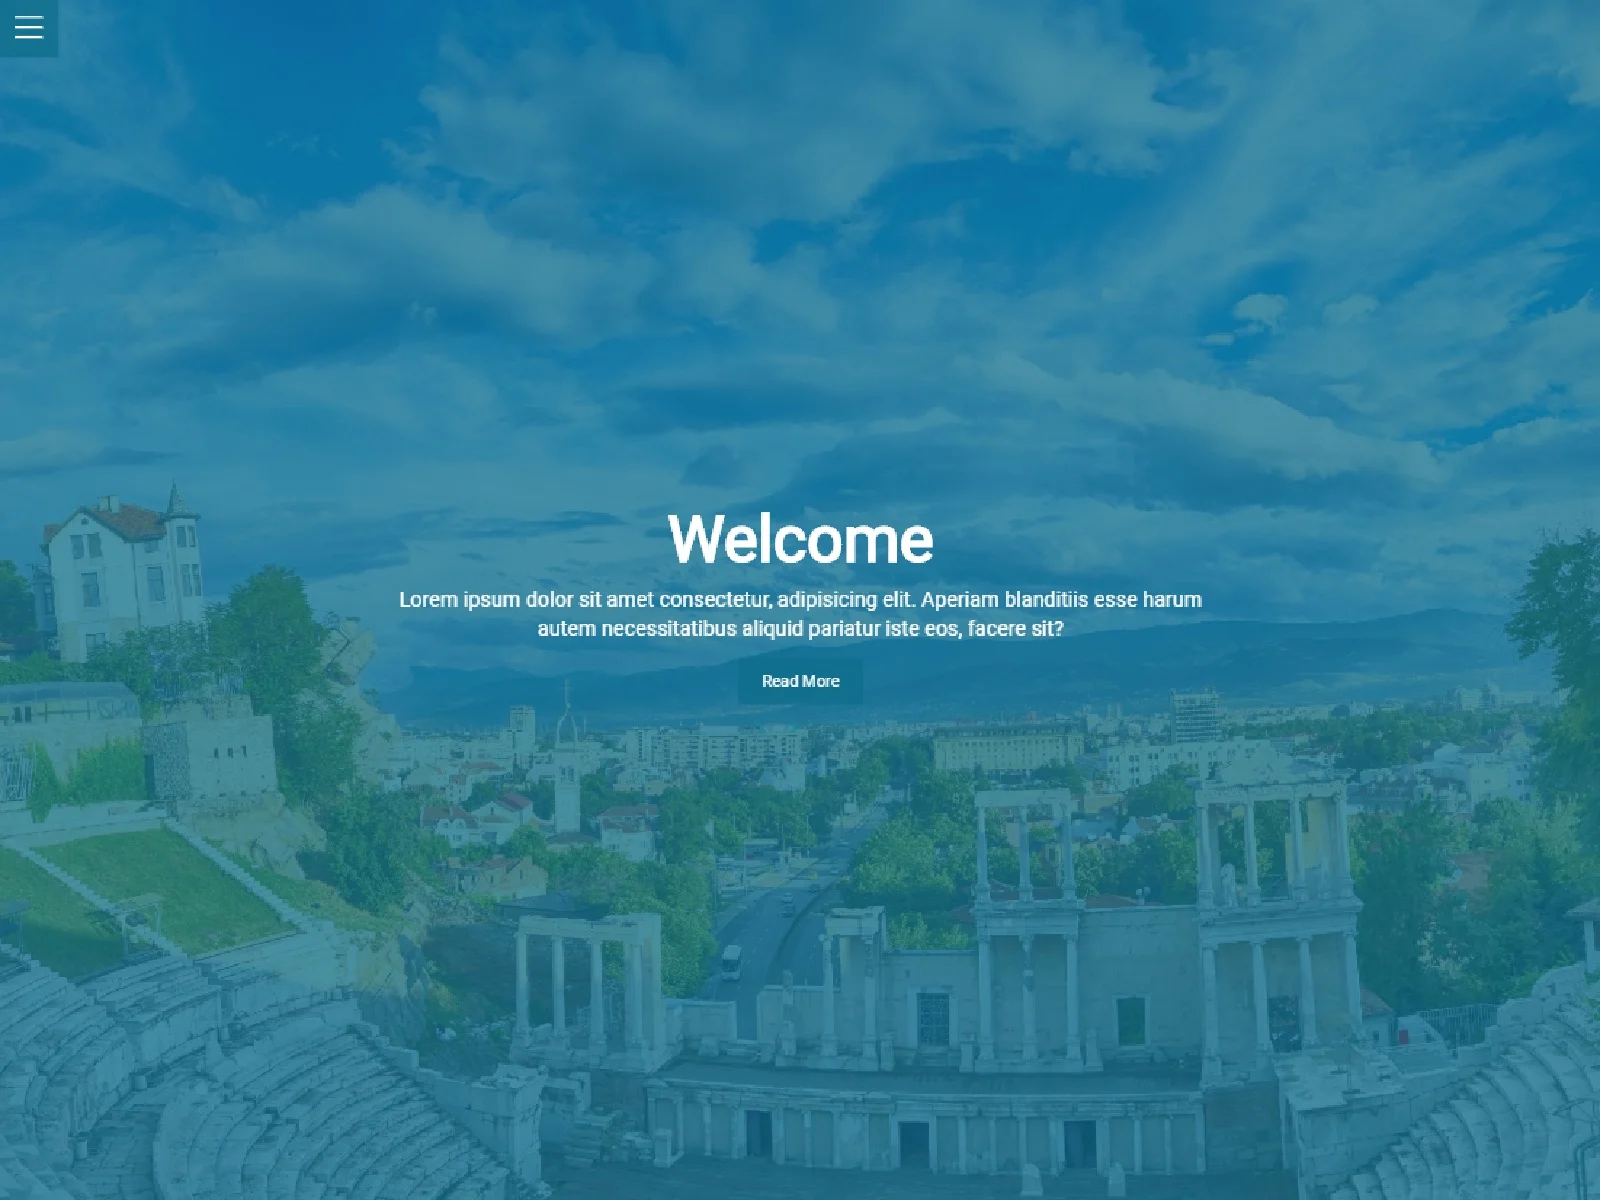 Welcome
Lorem ipsum dolor sit amet consectetur, adipisicing elit. Aperiam blanditiis esse harum
autem necessitatibus aliquid pariatur iste eos, facere sit?
Read More